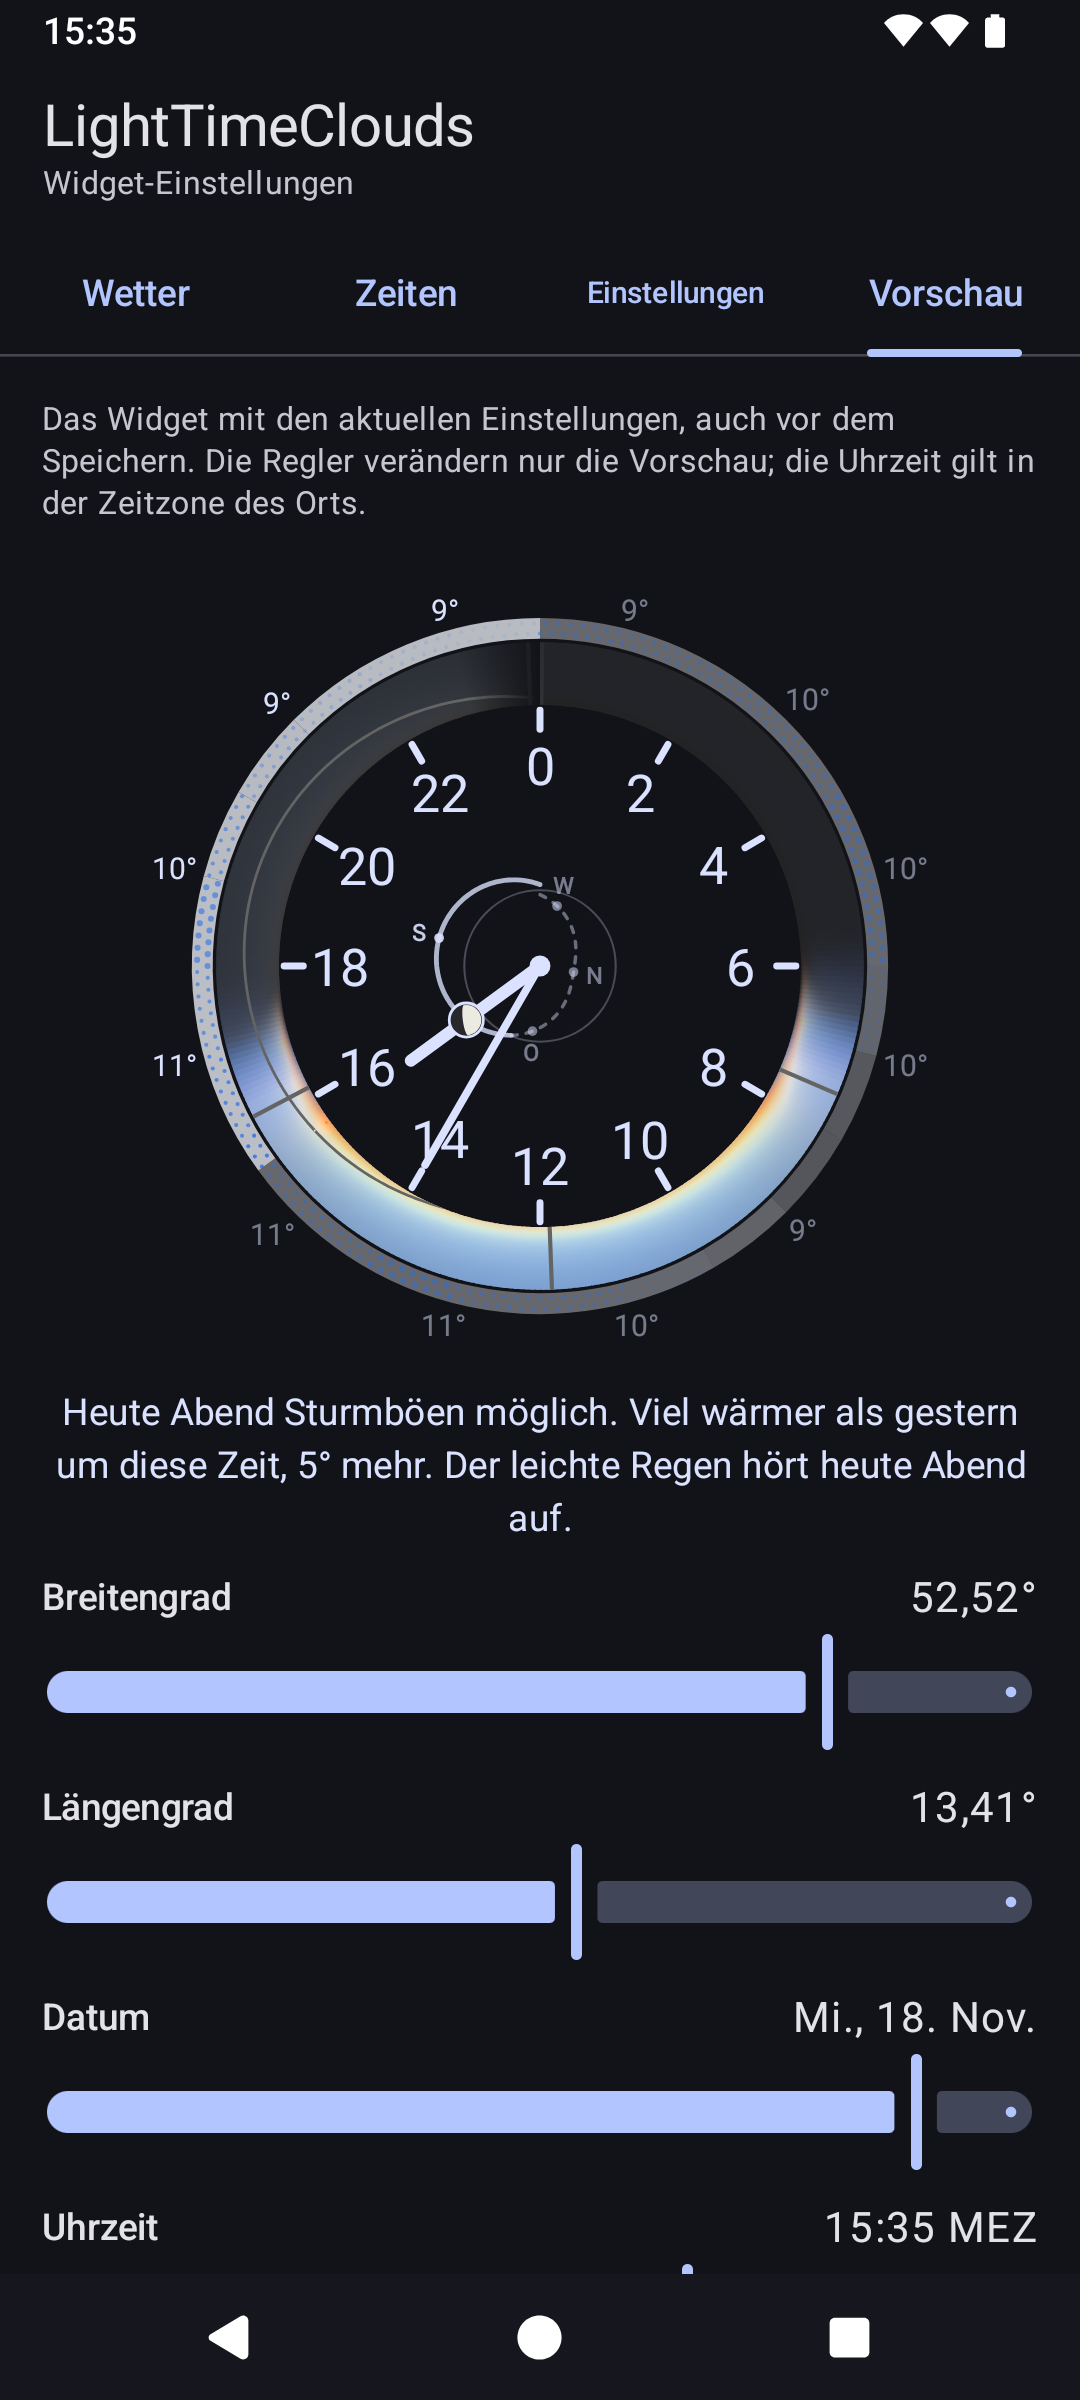 15:35
LightTimeClouds
Widget-Einstellungen
Wetter
Zeiten
Einstellungen
Vorschau
Das Widget mit den aktuellen Einstellungen, auch vor dem
Speichern. Die Regler verändern nur die Vorschau; die Uhrzeit gilt in
der Zeitzone des Orts.
9°
9°
9°
10°
0
22
2
20
4
10°
10°
W
S
18
6
N
11°
10°
16
8
O
14
10
12
11°
9°
11°
10°
Heute Abend Sturmböen möglich. Viel wärmer als gestern
um diese Zeit, 5° mehr. Der leichte Regen hört heute Abend
auf.
Breitengrad
52,52°
Längengrad
13,41°
Datum
Mi., 18. Nov.
Uhrzeit
15:35 MEZ